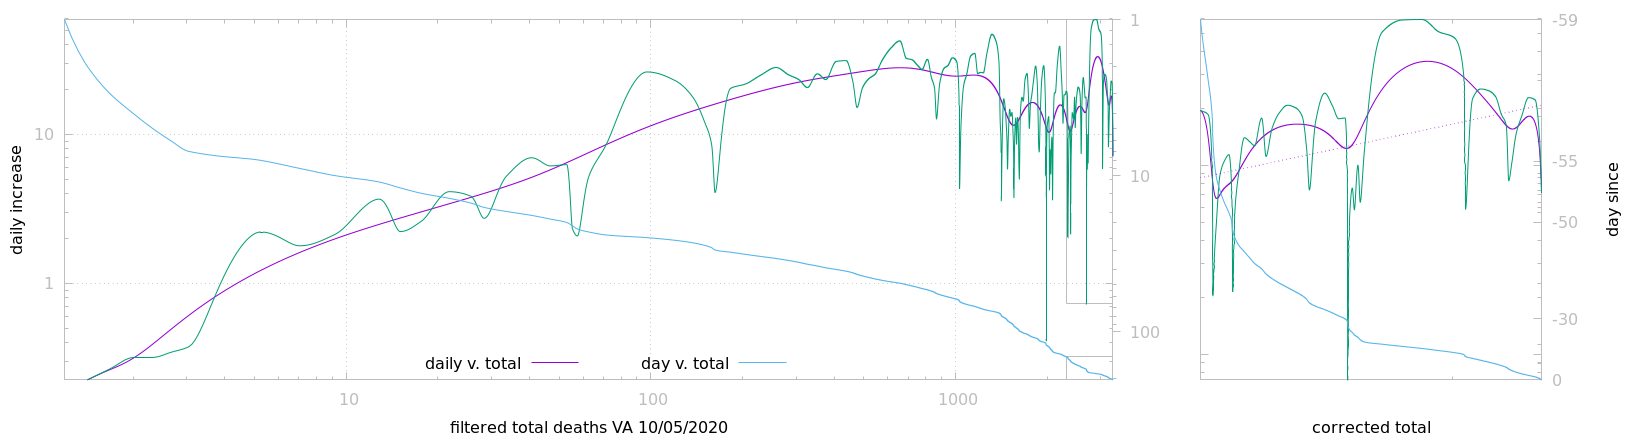 daily increase
10
1
daily v. total
day v. total
10
100
1000
filtered total deaths VA 10/05/2020
1
10
100
-59
-55
-50
-30
0
day since
corrected total